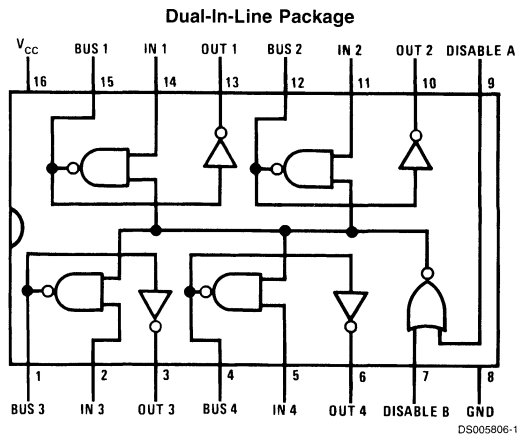 Dual-In-Line Package
VCC BUS 1 IN 1 OUT 1 BUS 2 IN 2 OUT 2 DISABLE A
16 15 14 13 12 11 10 9
1 2 3 4 5 6 7 8
BUS 3 IN 3 OUT 3 BUS 4 IN 4 OUT 4 DISABLE B GND
DS005806-1